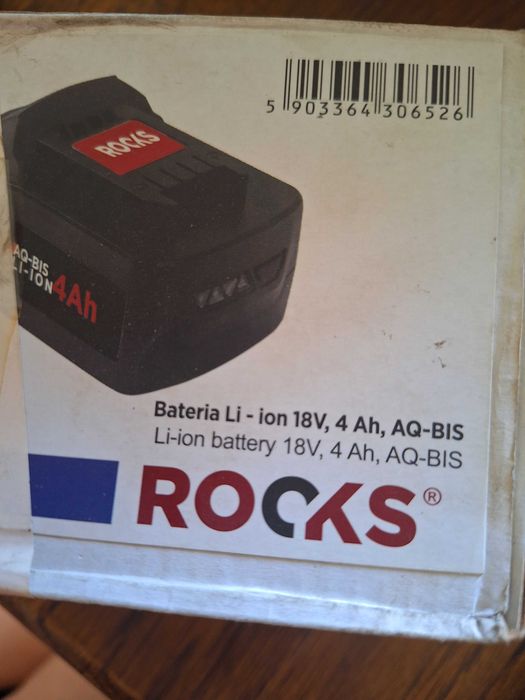 5 903364 306526
ROCKS
AQ-BIS
LI-ION 4Ah
Bateria Li - ion 18V, 4 Ah, AQ-BIS
Li-ion battery 18V, 4 Ah, AQ-BIS
ROCKS®